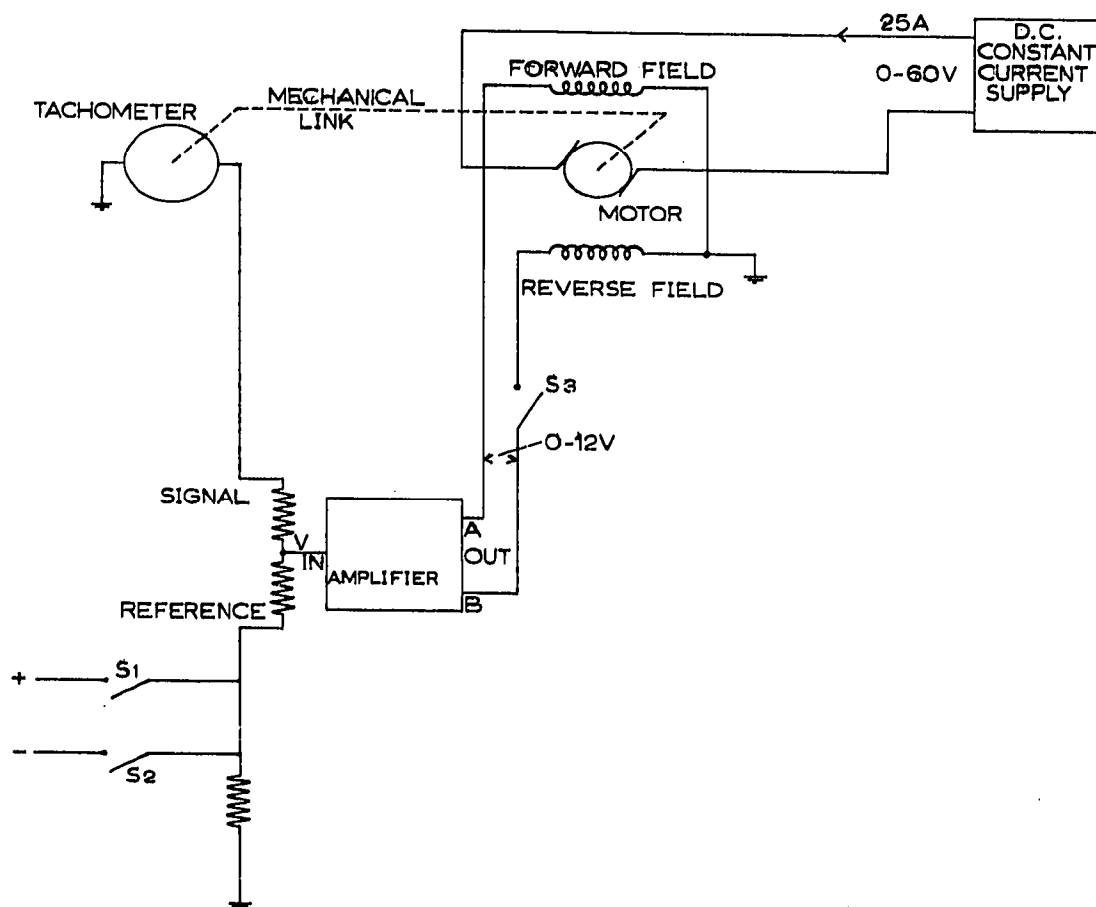 25A
D.C.
CONSTANT
CURRENT
SUPPLY
0-60V
FORWARD FIELD
MECHANICAL
LINK
TACHOMETER
MOTOR
REVERSE FIELD
S3
0-12V
SIGNAL
V
IN
A
OUT
AMPLIFIER
B
REFERENCE
+
S1
-
S2